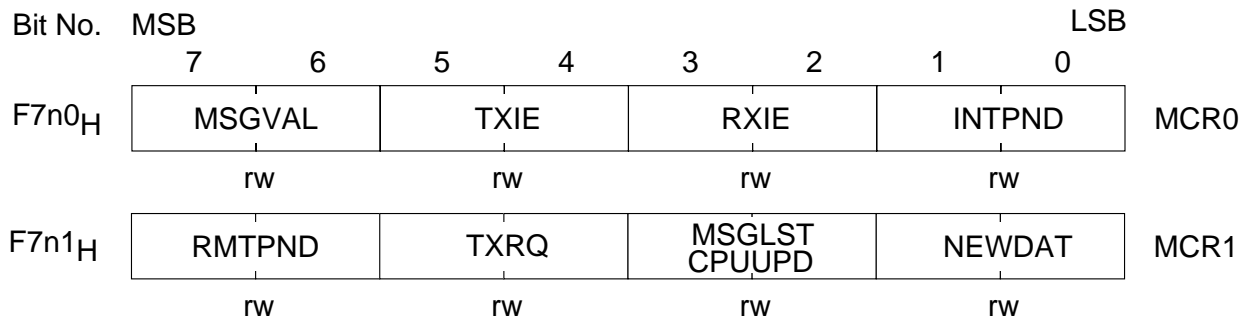 Bit No. MSB LSB
7 6 5 4 3 2 1 0
F7n0H MSGVAL TXIE RXIE INTPND MCR0
rw rw rw rw
F7n1H RMTPND TXRQ MSGLST CPUUPD NEWDAT MCR1
rw rw rw rw